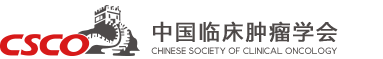 CSCO
中国临床肿瘤学会
CHINESE SOCIETY OF CLINICAL ONCOLOGY